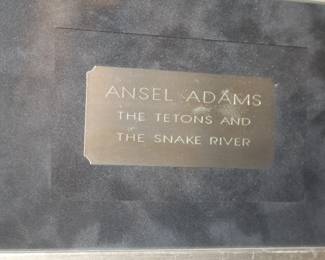 ANSEL ADAMS
THE TETONS AND
THE SNAKE RIVER